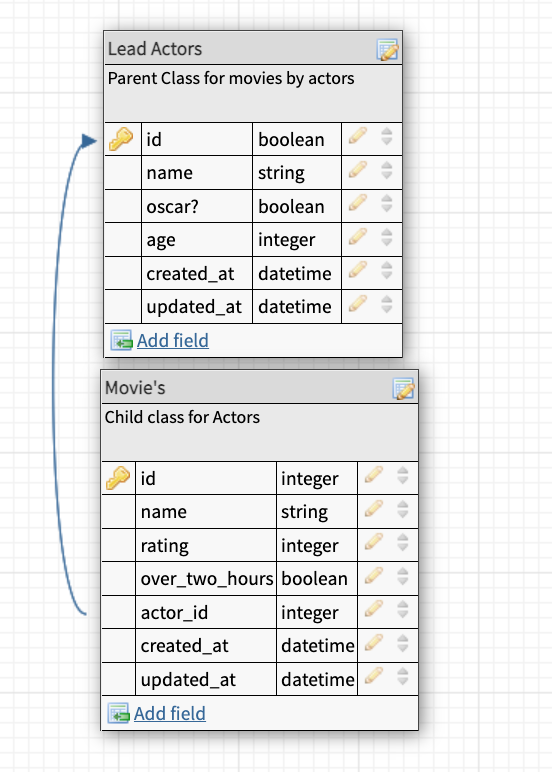 Lead Actors
Parent Class for movies by actors
id boolean
name string
oscar? boolean
age integer
created_at datetime
updated_at datetime
Add field
Movie's
Child class for Actors
id integer
name string
rating integer
over_two_hours boolean
actor_id integer
created_at datetime
updated_at datetime
Add field